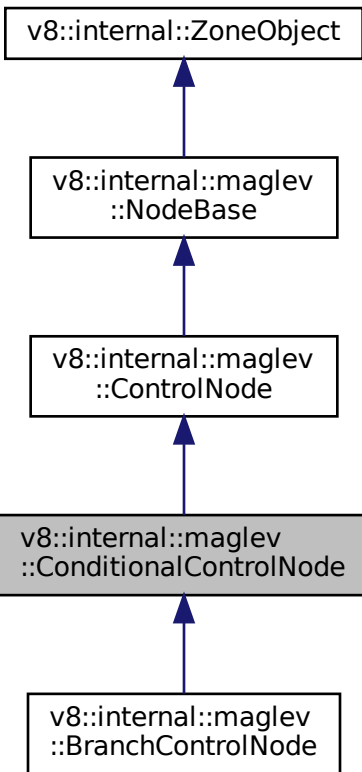 v8::internal::ZoneObject
v8::internal::maglev
::NodeBase
v8::internal::maglev
::ControlNode
v8::internal::maglev
::ConditionalControlNode
v8::internal::maglev
::BranchControlNode